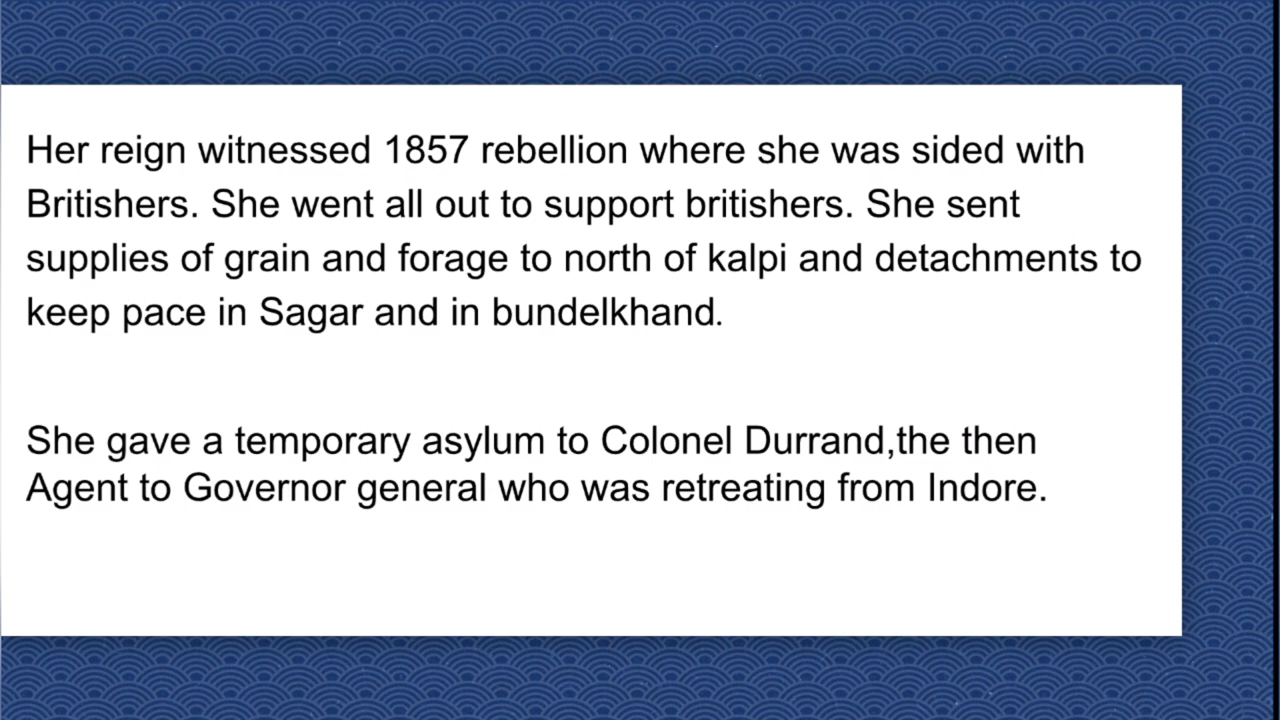 Her reign witnessed 1857 rebellion where she was sided with
Britishers. She went all out to support britishers. She sent
supplies of grain and forage to north of kalpi and detachments to
keep pace in Sagar and in bundelkhand.
She gave a temporary asylum to Colonel Durrand,the then
Agent to Governor general who was retreating from Indore.